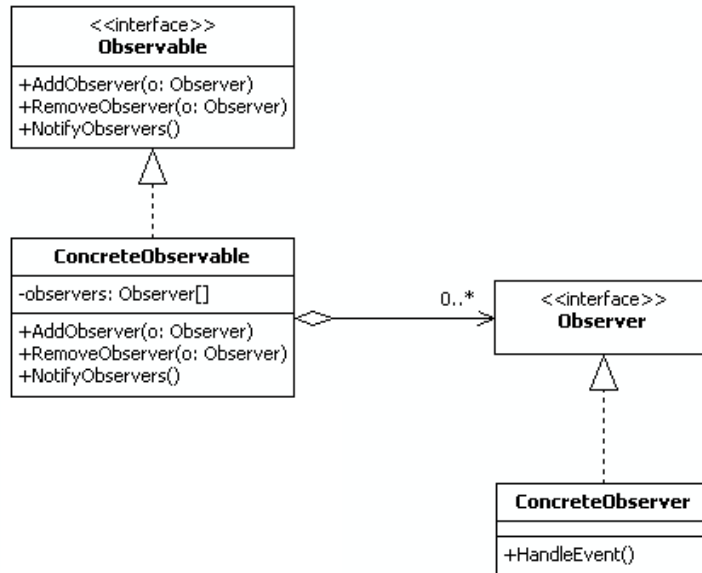 <<interface>>
Observable
+AddObserver(o: Observer)
+RemoveObserver(o: Observer)
+NotifyObservers()
ConcreteObservable
-observers: Observer[]
+AddObserver(o: Observer)
+RemoveObserver(o: Observer)
+NotifyObservers()
0..*
<<interface>>
Observer
ConcreteObserver
+HandleEvent()